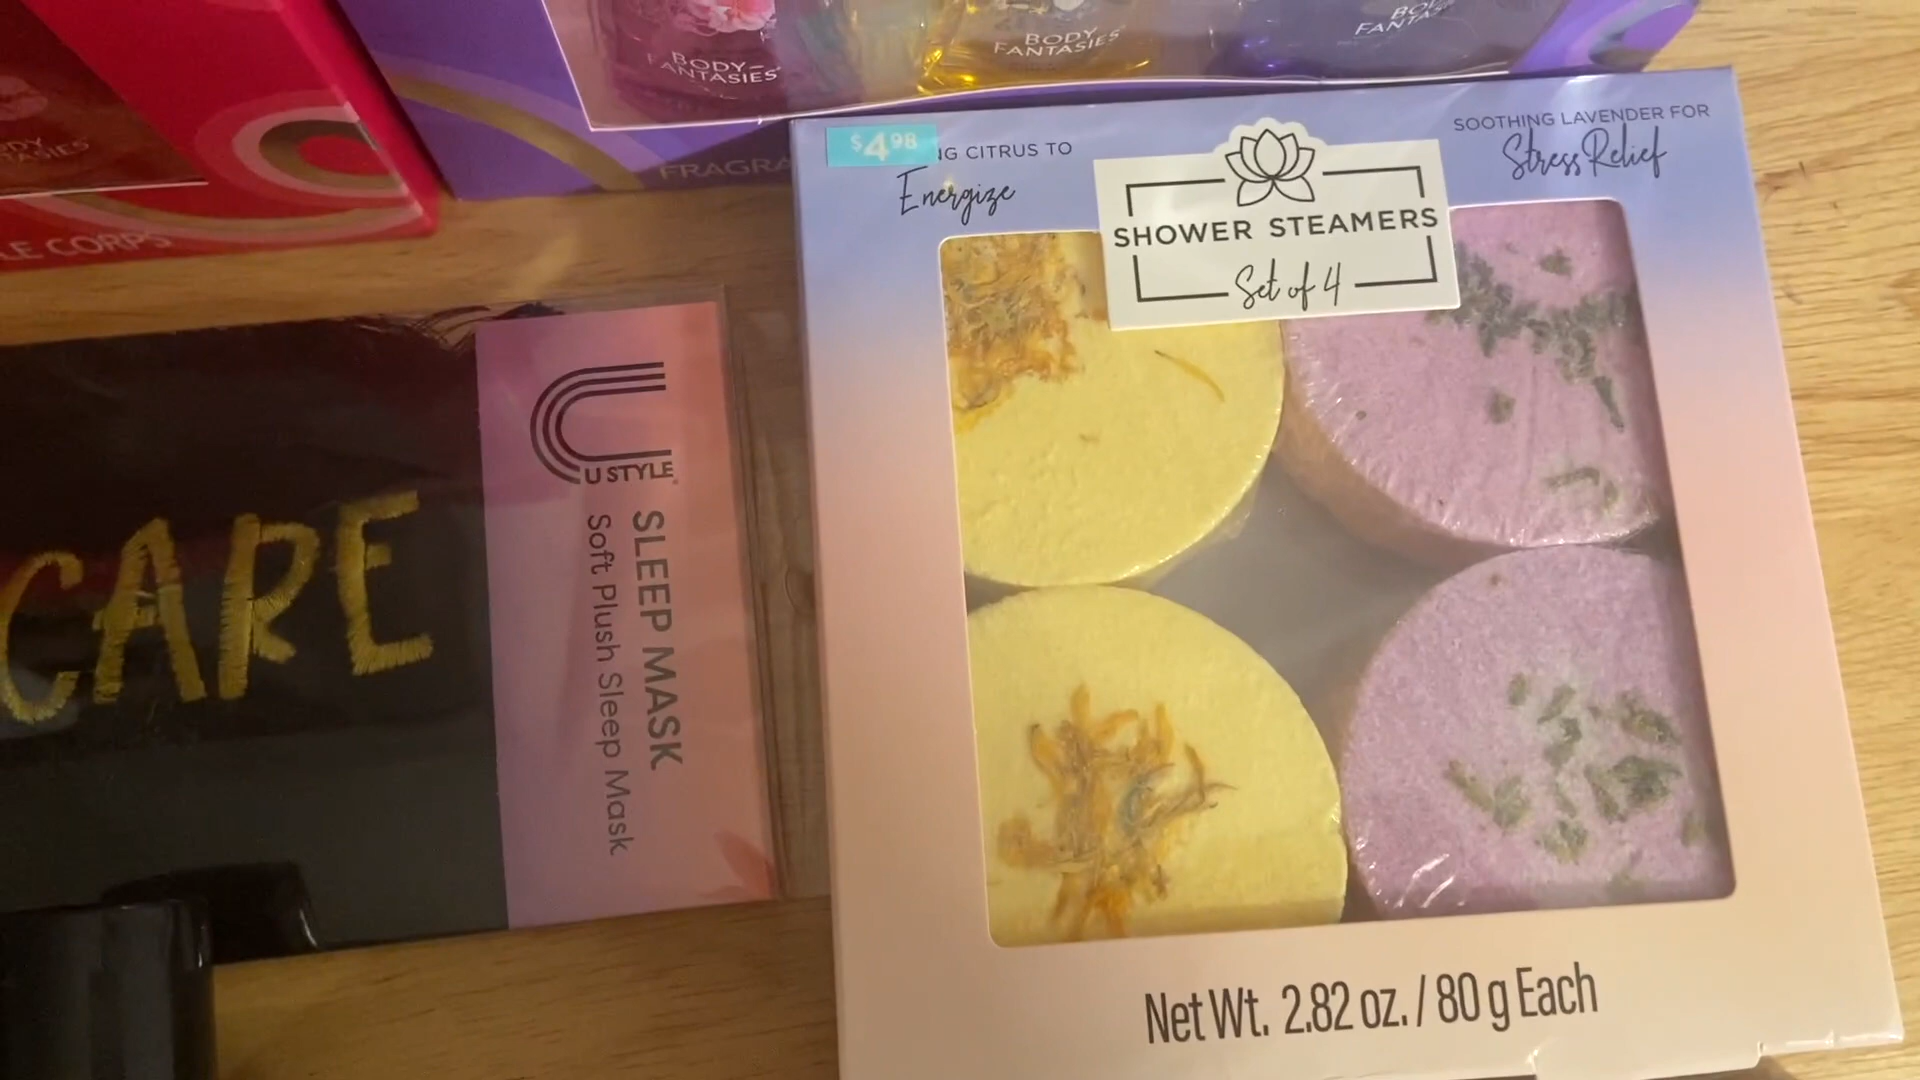 BODY
FANTASIES
BODY
FANTASIES
BODY
FANTAS
FRAGRA
LE CORPS
$4.98
NG CITRUS TO
Energize
SOOTHING LAVENDER FOR
Stress Relief
SHOWER STEAMERS
Set of 4
CARE
U STYLE
SLEEP MASK
Soft Plush Sleep Mask
Net Wt. 2.82 oz. / 80 g Each